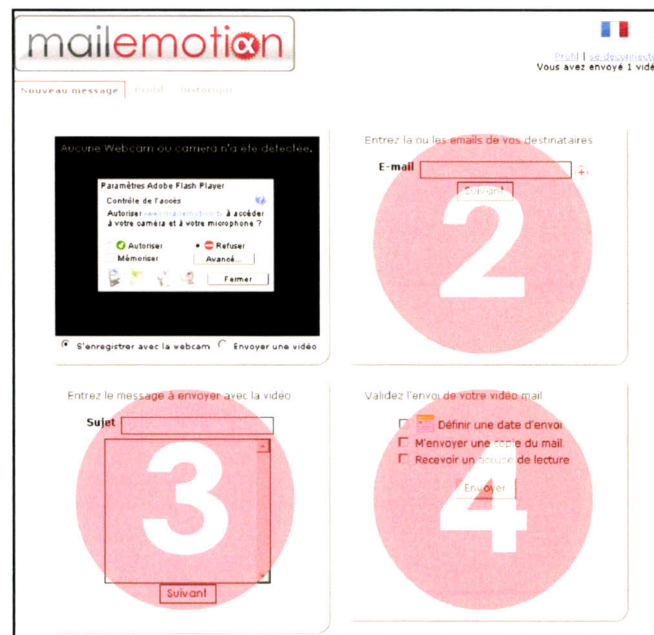 mailemotion
α
Profil | se déconnecte
Vous avez envoyé 1 vidé
Nouveau message Profil Historique
Aucune Webcam ou camera n'a été detectée.
Paramètres Adobe Flash Player
Contrôle de l'accès
Autoriser à accéder
à votre caméra et à votre microphone ?
Autoriser Refuser
Mémoriser Avancé...
Fermer
S'enregistrer avec la webcam Envoyer une vidéo
Entrez la ou les emails de vos destinataires
E-mail
Suivant
2
Entrez le message à envoyer avec la vidéo
Sujet
3
Suivant
Validez l'envoi de votre vidéo mail
Définir une date d'envoi
M'envoyer une copie du mail
Recevoir un accusé de lecture
Envoyer
4